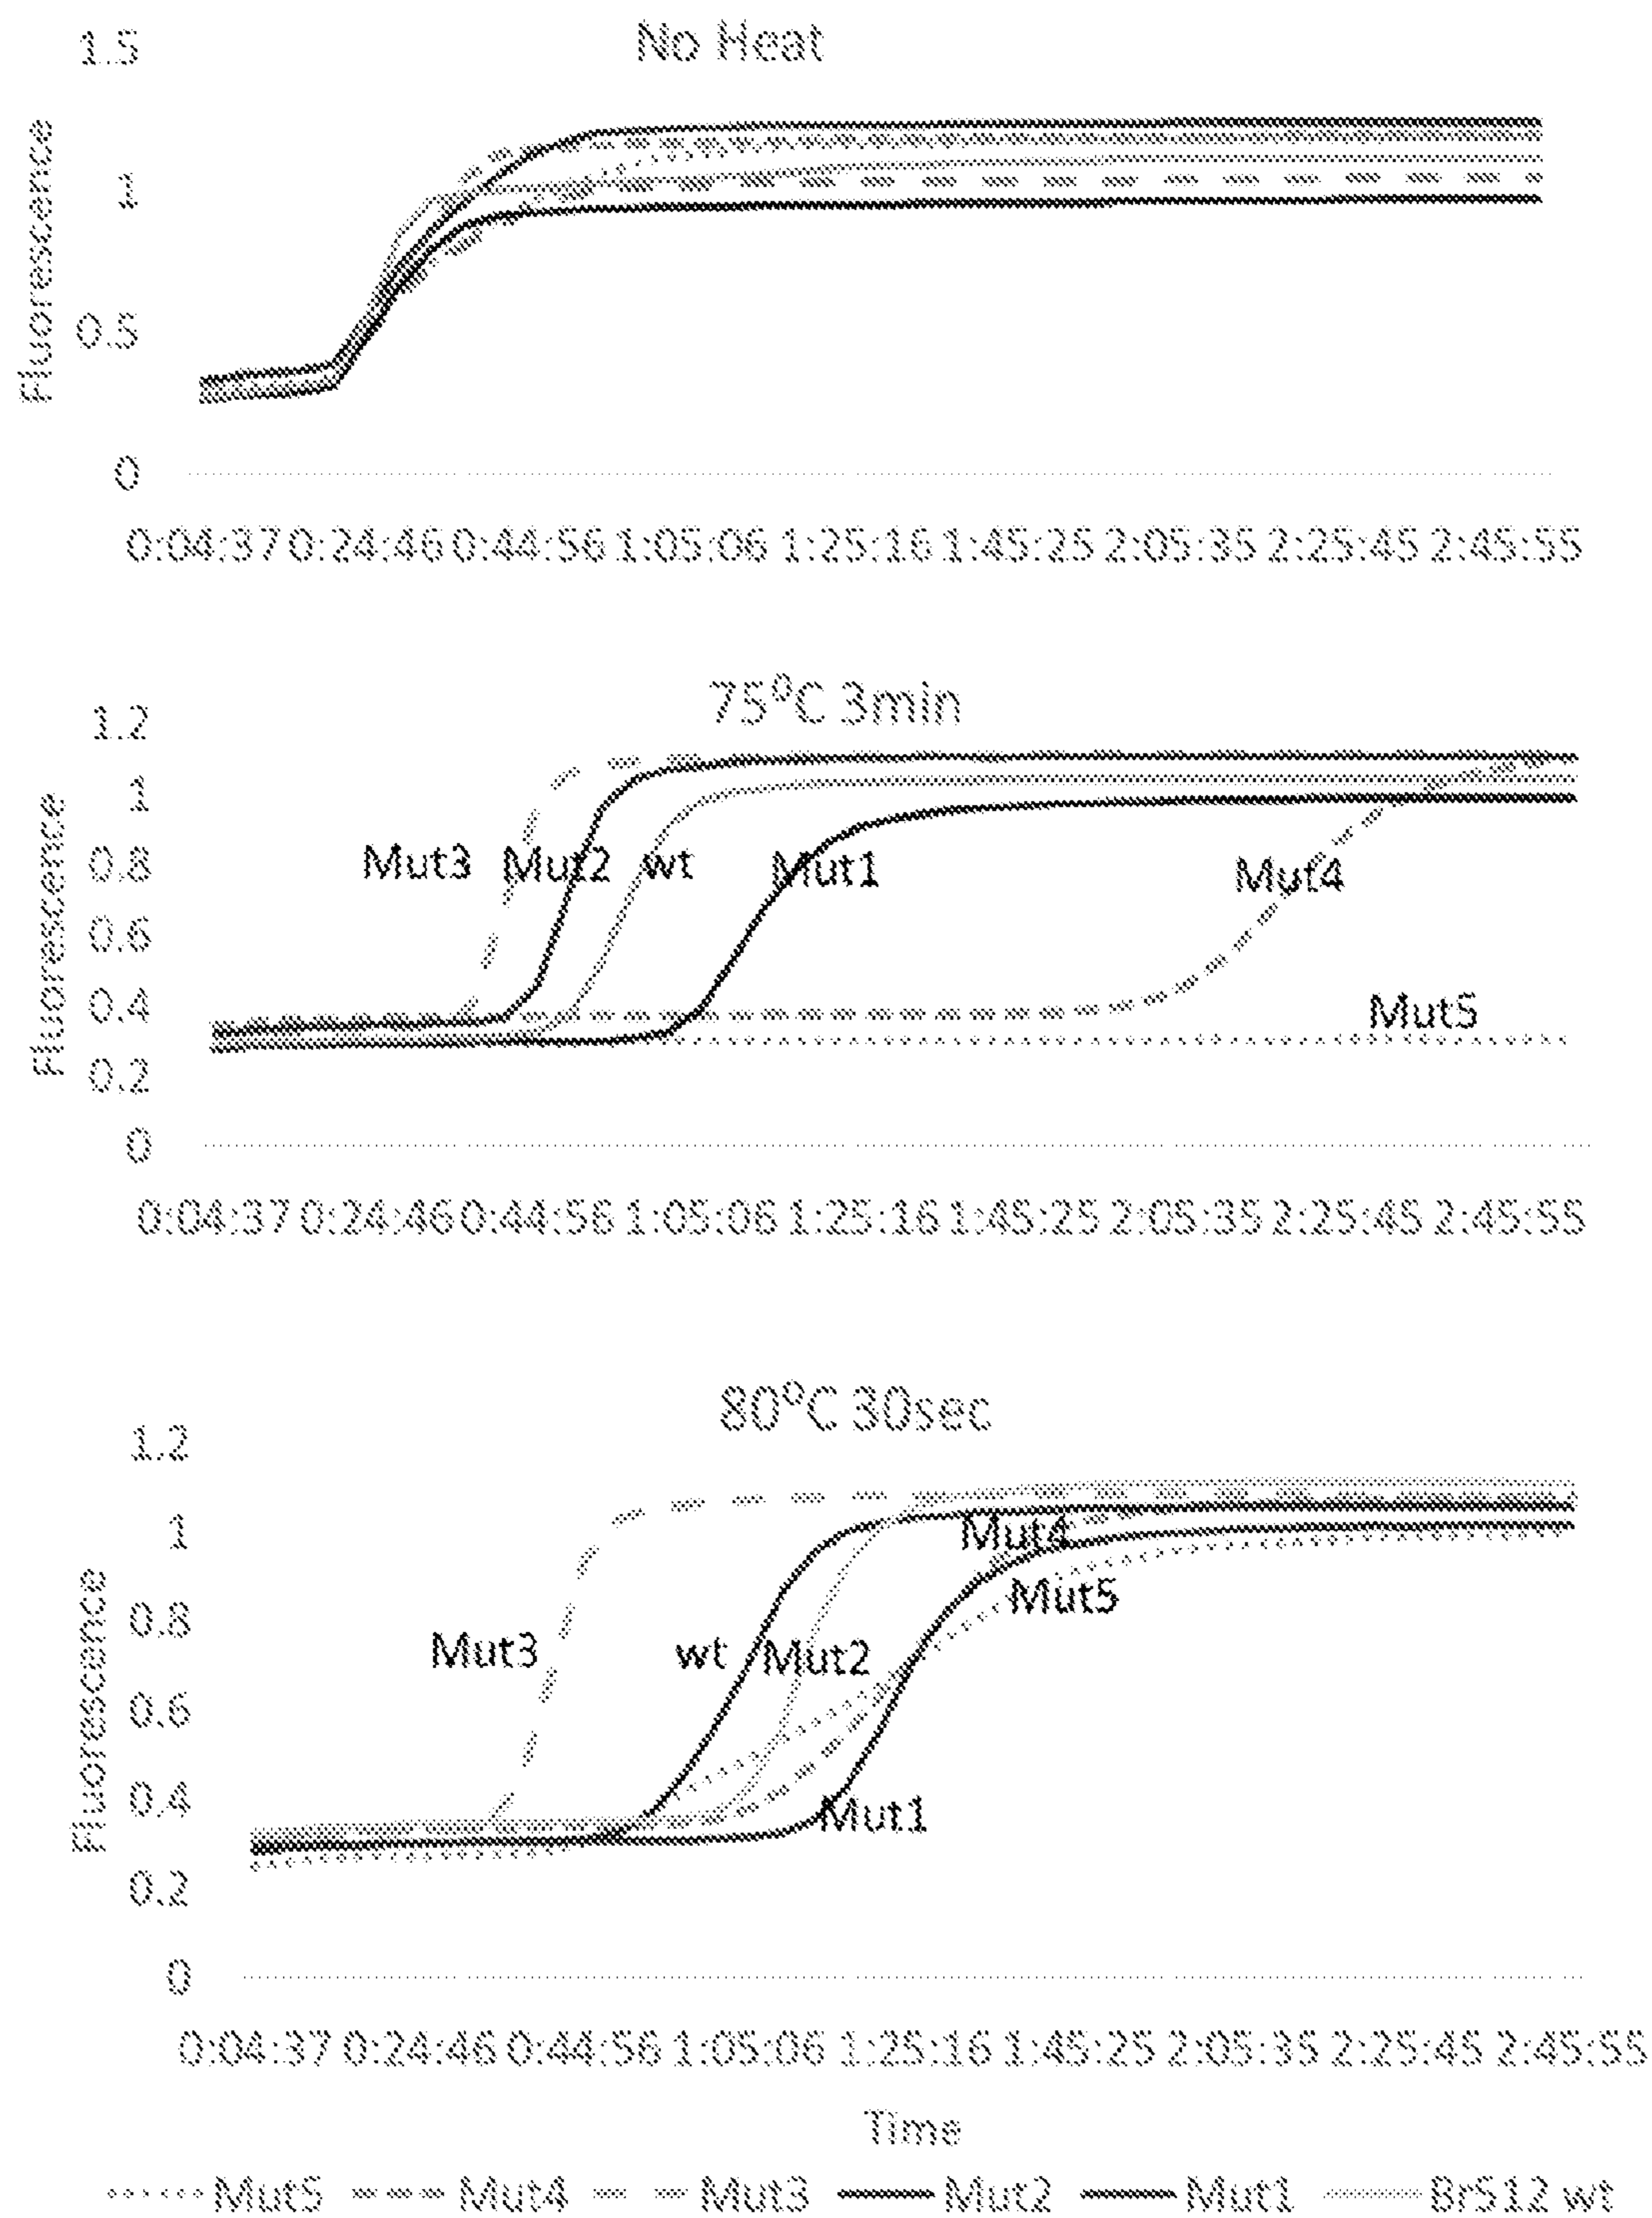 No Heat
1.5
1
0.5
0
Fluorescence
0:04:37 0:24:46 0:44:56 1:05:06 1:25:16 1:45:25 2:05:35 2:25:45 2:45:55
75⁰C 3min
1.2
1
0.8
0.6
0.4
0.2
0
Fluorescence
Mut3 Mut2 wt Mut1 Mut4
Mut5
0:04:37 0:24:46 0:44:56 1:05:06 1:25:16 1:45:25 2:05:35 2:25:45 2:45:55
80⁰C 30sec
1.2
1
0.8
0.6
0.4
0.2
0
Fluorescence
Mut4
Mut5
Mut3 wt Mut2
Mut1
0:04:37 0:24:46 0:44:56 1:05:06 1:25:16 1:45:25 2:05:35 2:25:45 2:45:55
Time
Mut5 Mut4 Mut3 Mut2 Mut1 Br512 wt